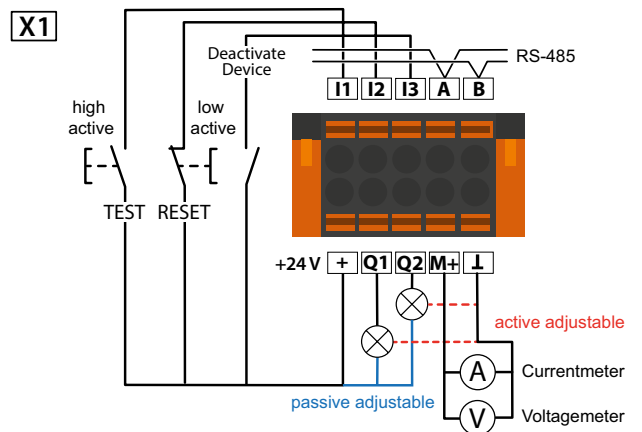 X1
Deactivate
Device
RS-485
I1 I2 I3 A B
high
active
low
active
TEST RESET
+24 V + Q1 Q2 M+ ⊥
active adjustable
passive adjustable
A Currentmeter
V Voltagemeter